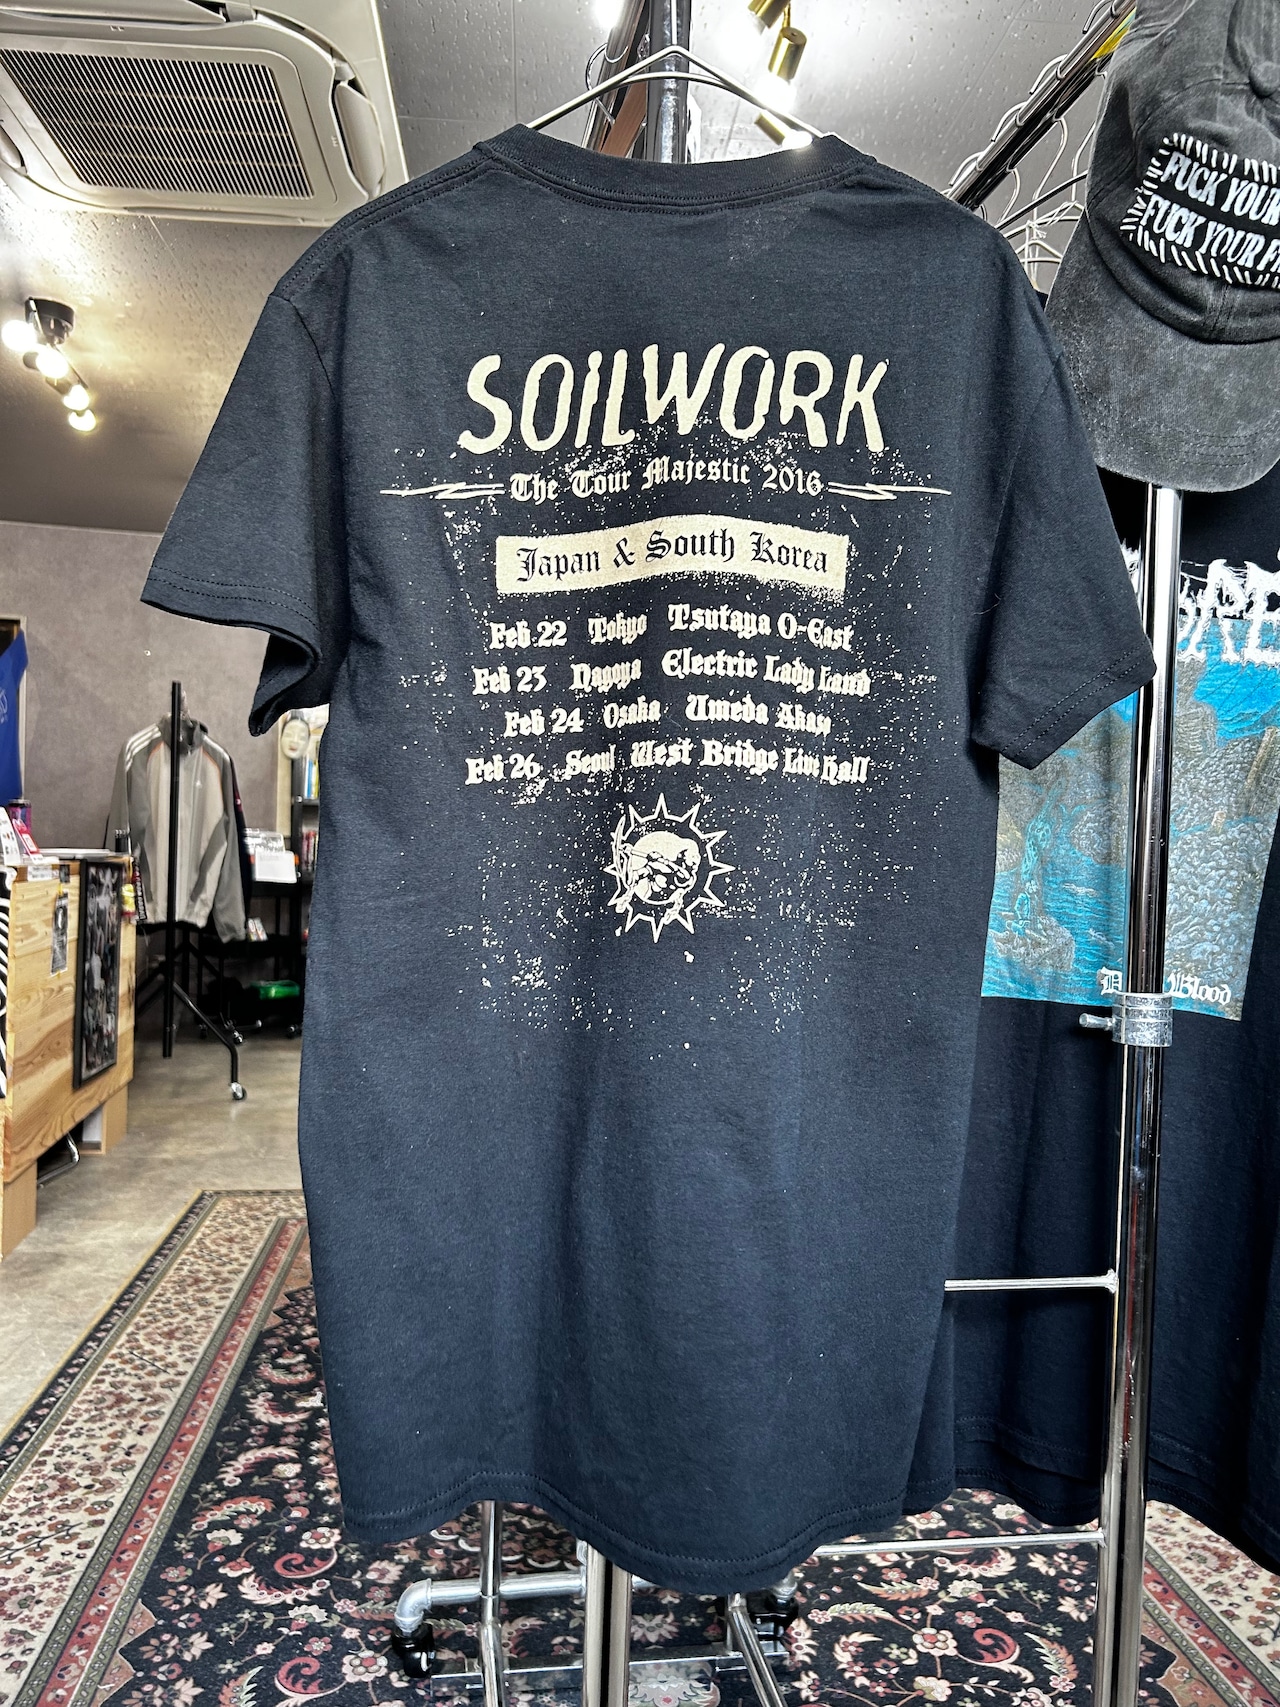 SOILWORK
The Tour Majestic 2016
Japan & South Korea
Feb. 22 Tokyo Tsutaya O-East
Feb 23 Nagoya Electric Lady Land
Feb 24 Osaka Umeda Akaso
Feb 26 Seoul West Bridge Live Hall
FUCK YOUR
FUCK YOUR
Blood